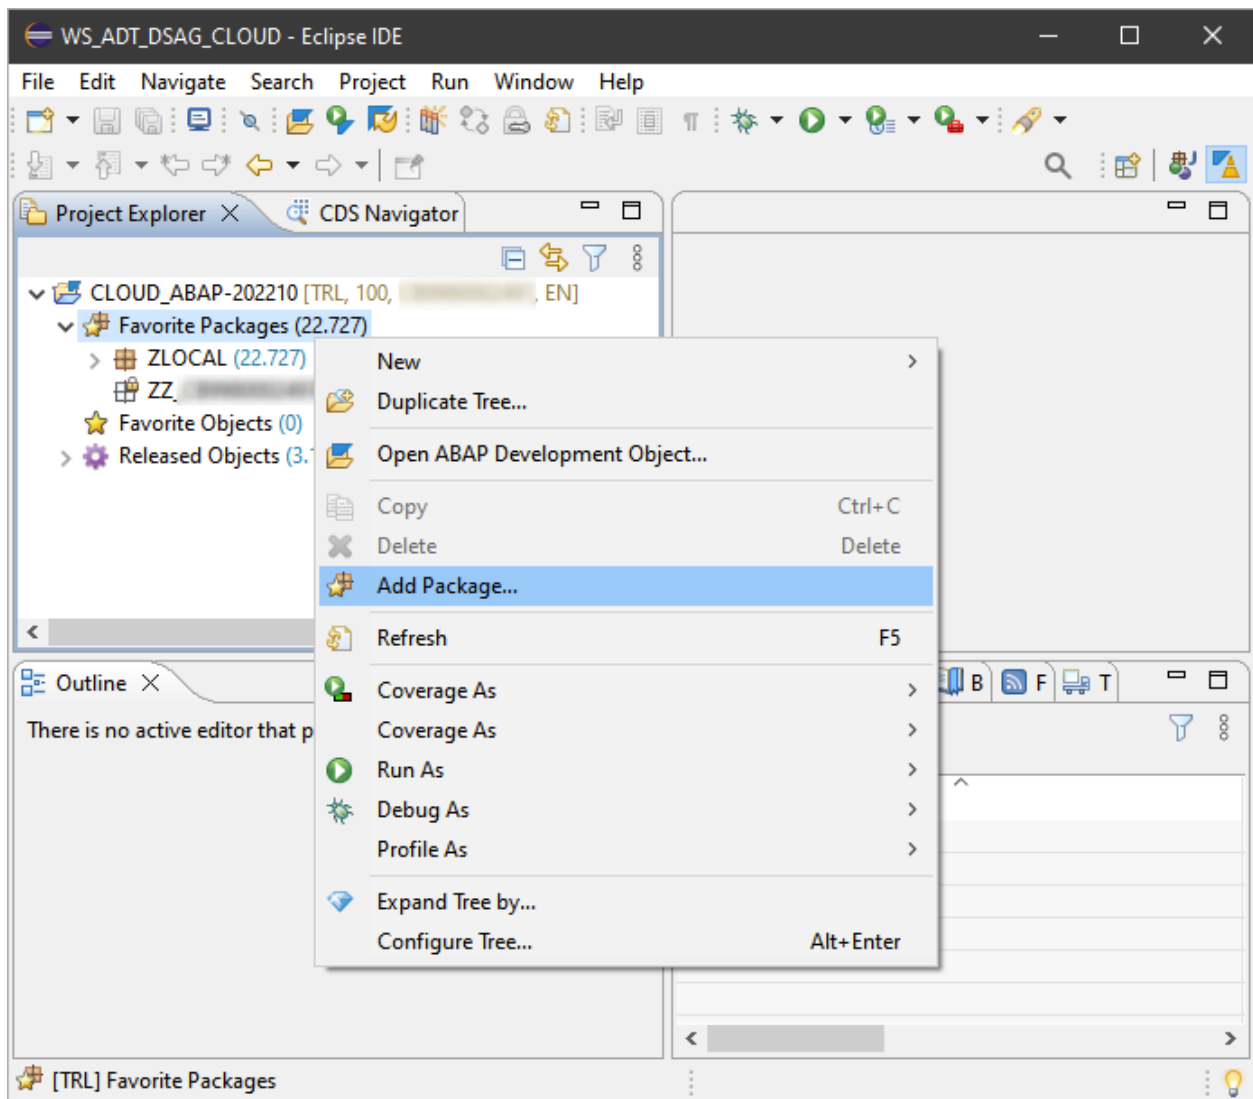 WS_ADT_DSAG_CLOUD - Eclipse IDE
File Edit Navigate Search Project Run Window Help
Project Explorer CDS Navigator
CLOUD_ABAP-202210 [TRL, 100, , EN]
Favorite Packages (22.727)
ZLOCAL (22.727)
ZZ_
Favorite Objects (0)
Released Objects (3.
New
Duplicate Tree...
Open ABAP Development Object...
Copy Ctrl+C
Delete Delete
Add Package...
Refresh F5
Coverage As
Coverage As
Run As
Debug As
Profile As
Expand Tree by...
Configure Tree... Alt+Enter
Outline
There is no active editor that p
B F T
[TRL] Favorite Packages